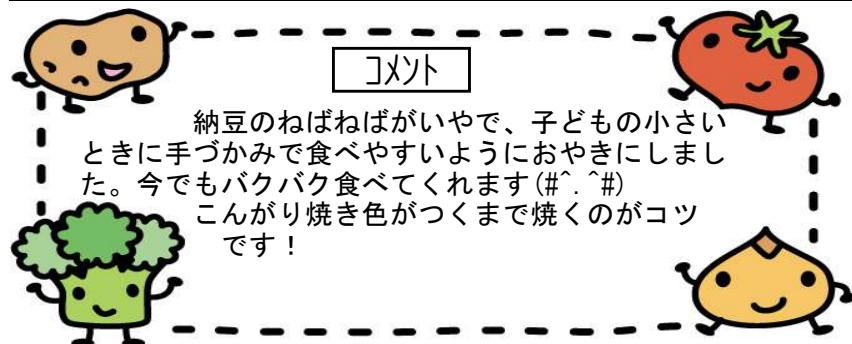 コメント
納豆のねばねばがいやで、子どもの小さい
ときに手づかみで食べやすいようにおやきにしまし
た。今でもバクバク食べてくれます(#^.^#)
こんがり焼き色がつくまで焼くのがコツ
です！